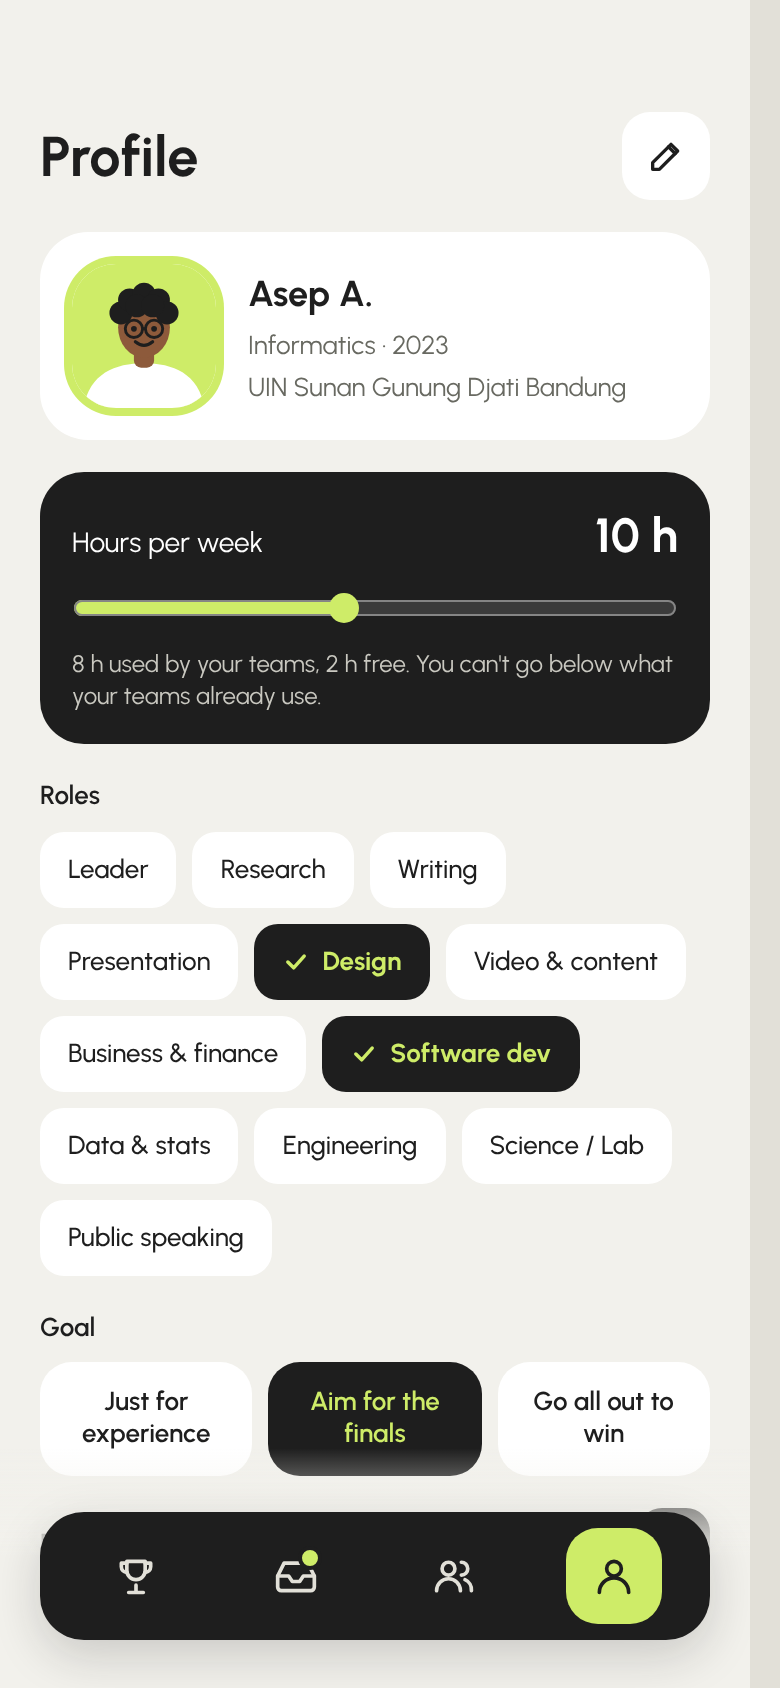 Profile
Asep A.
Informatics · 2023
UIN Sunan Gunung Djati Bandung
Hours per week
10 h
8 h used by your teams, 2 h free. You can't go below what
your teams already use.
Roles
Leader
Research
Writing
Presentation
Design
Video & content
Business & finance
Software dev
Data & stats
Engineering
Science / Lab
Public speaking
Goal
Just for
experience
Aim for the
finals
Go all out to
win